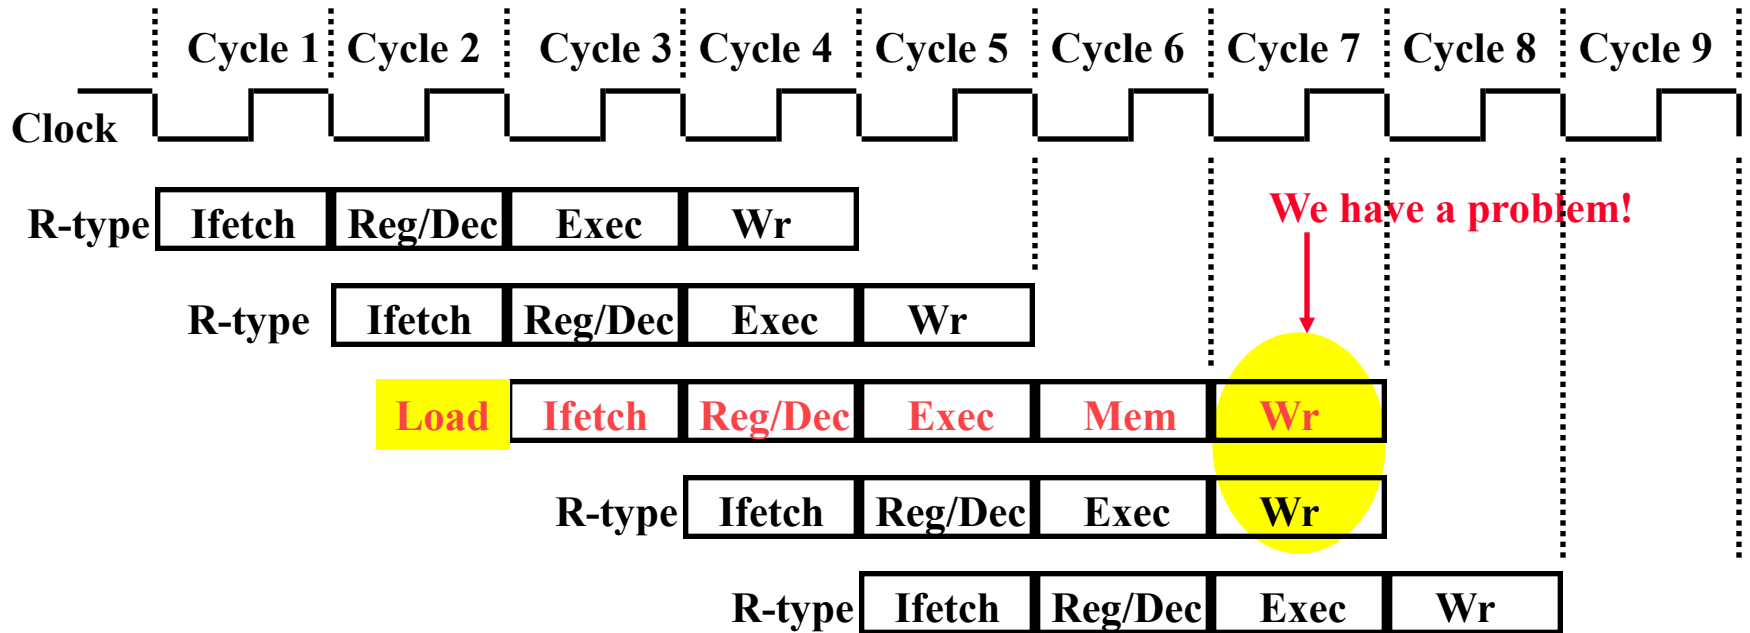 Cycle 1 Cycle 2 Cycle 3 Cycle 4 Cycle 5 Cycle 6 Cycle 7 Cycle 8 Cycle 9
Clock
We have a problem!
R-type Ifetch Reg/Dec Exec Wr
R-type Ifetch Reg/Dec Exec Wr
Load Ifetch Reg/Dec Exec Mem Wr
R-type Ifetch Reg/Dec Exec Wr
R-type Ifetch Reg/Dec Exec Wr